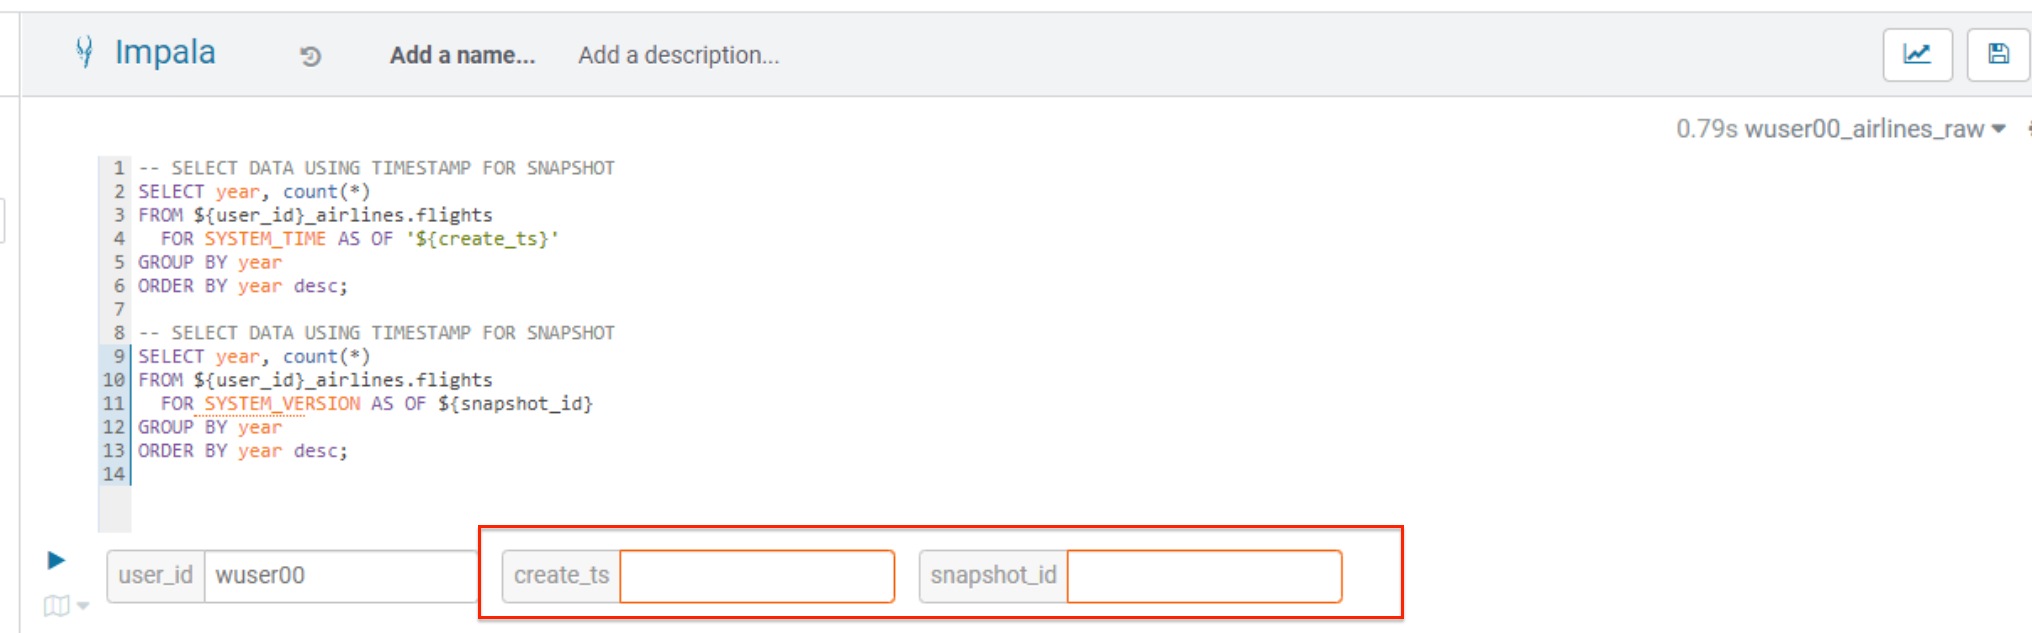 Impala Add a name... Add a description...
0.79s wuser00_airlines_raw
1 -- SELECT DATA USING TIMESTAMP FOR SNAPSHOT
2 SELECT year, count(*)
3 FROM ${user_id}_airlines.flights
4 FOR SYSTEM_TIME AS OF '${create_ts}'
5 GROUP BY year
6 ORDER BY year desc;
7
8 -- SELECT DATA USING TIMESTAMP FOR SNAPSHOT
9 SELECT year, count(*)
10 FROM ${user_id}_airlines.flights
11 FOR SYSTEM_VERSION AS OF ${snapshot_id}
12 GROUP BY year
13 ORDER BY year desc;
14
user_id wuser00 create_ts snapshot_id